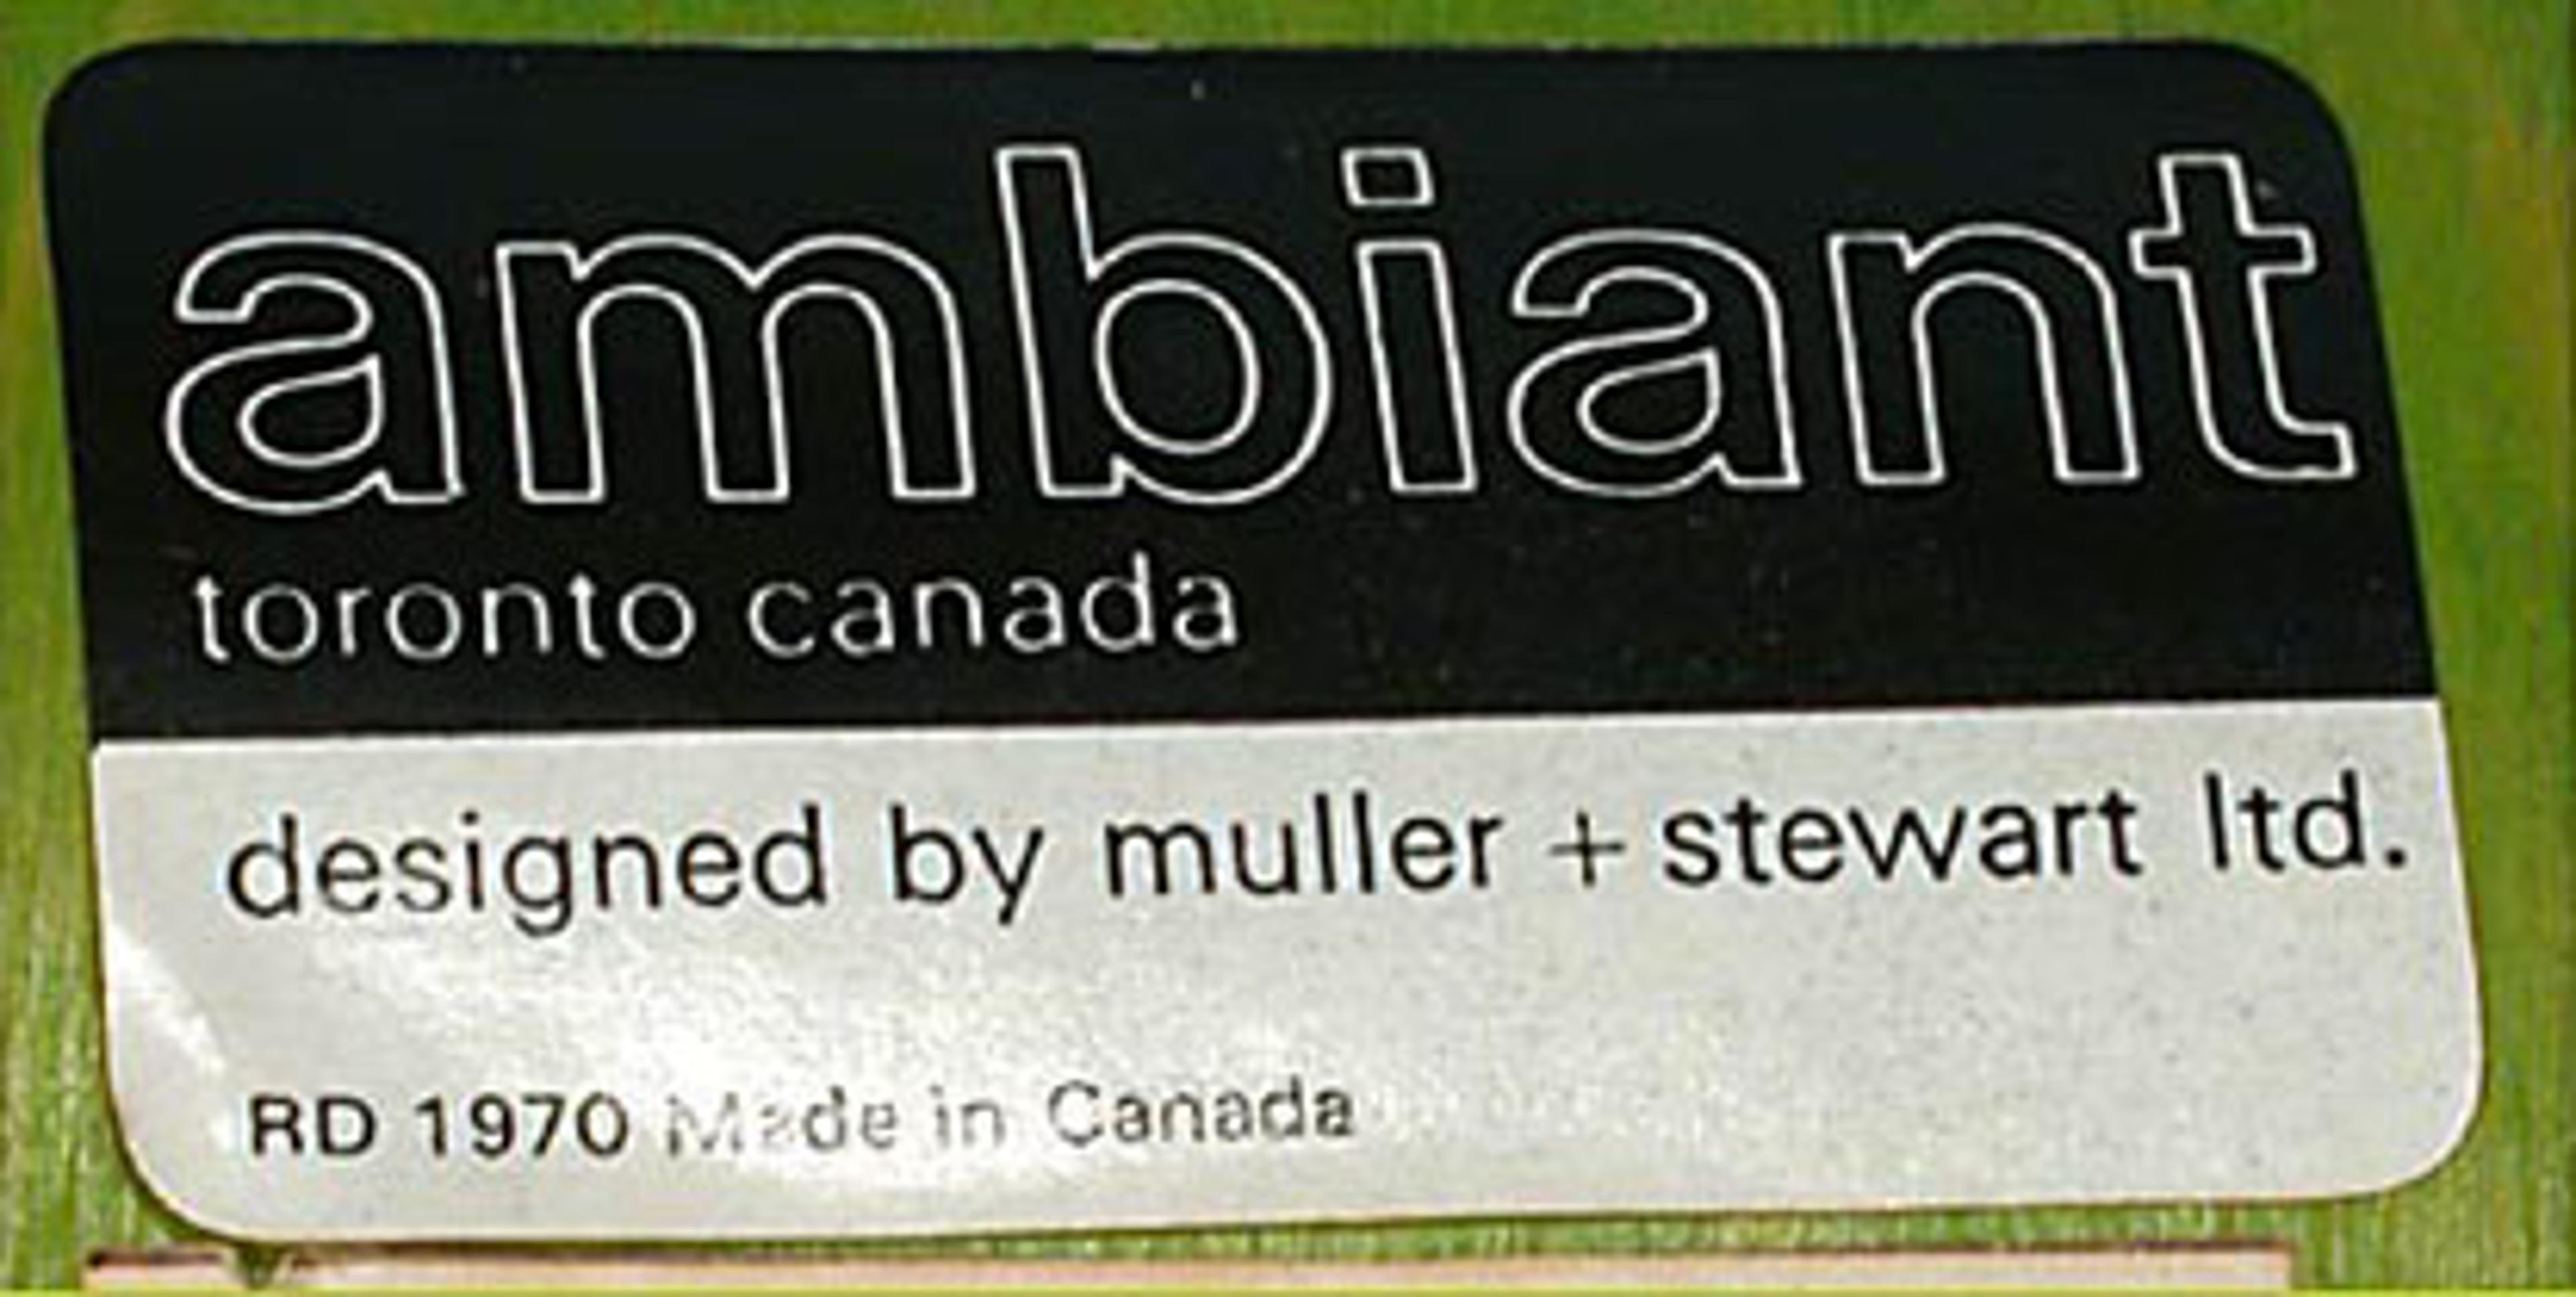 ambiant
toronto canada
designed by muller + stewart ltd.
RD 1970 Made in Canada